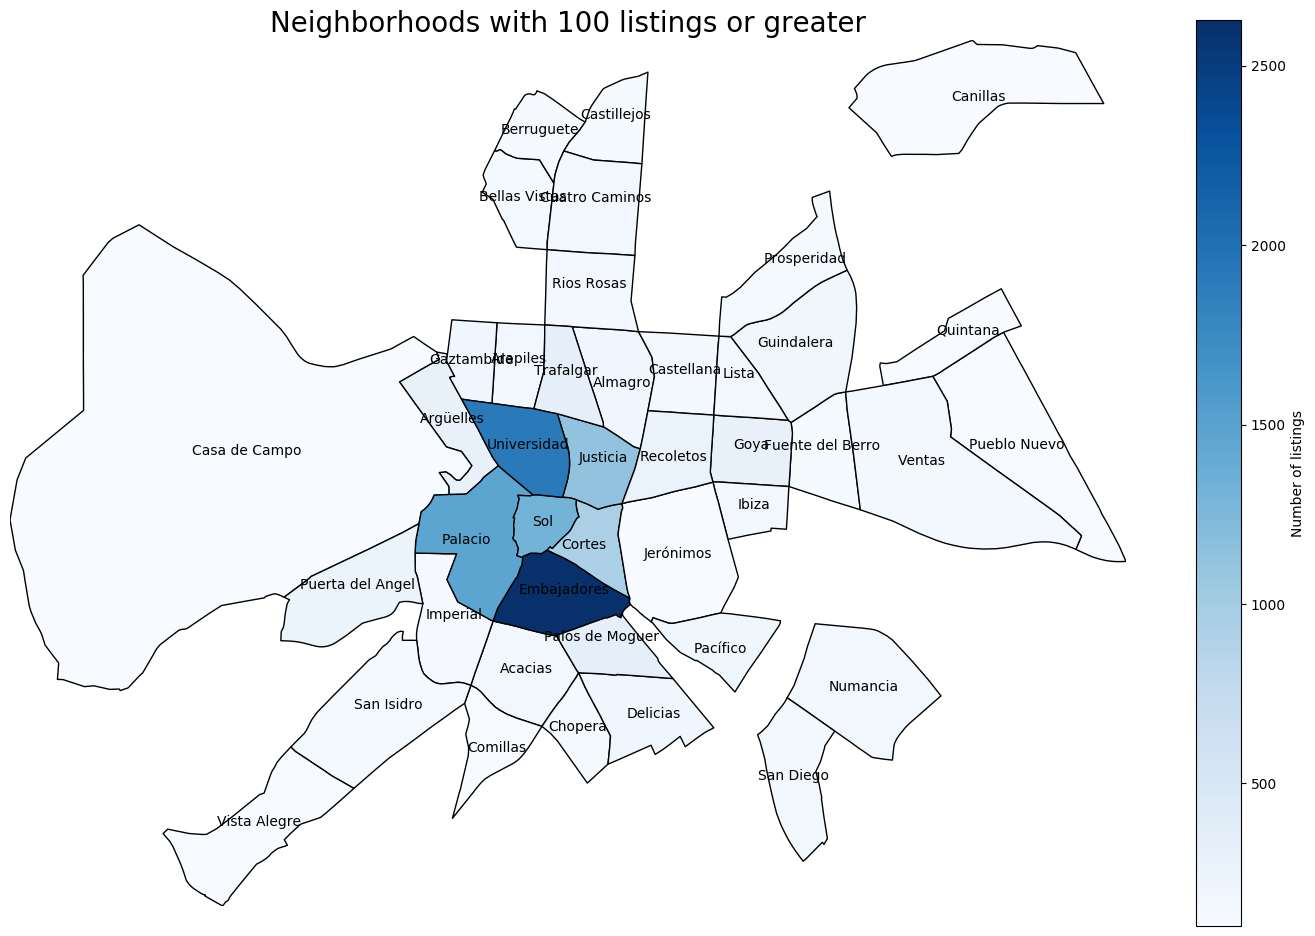 Neighborhoods with 100 listings or greater
Canillas
Castillejos
Berruguete
Bellas Vistas
Cuatro Caminos
Prosperidad
Rios Rosas
Quintana
Guindalera
Gaztambide
Arapiles
Trafalgar
Almagro
Castellana
Lista
Argüelles
Casa de Campo
Universidad
Justicia
Recoletos
Goya
Fuente del Berro
Ventas
Pueblo Nuevo
Ibiza
Sol
Palacio
Cortes
Jerónimos
Puerta del Angel
Embajadores
Imperial
Palos de Moguer
Pacífico
Acacias
Numancia
San Isidro
Delicias
Chopera
Comillas
San Diego
Vista Alegre
2500
2000
1500
1000
500
Number of listings